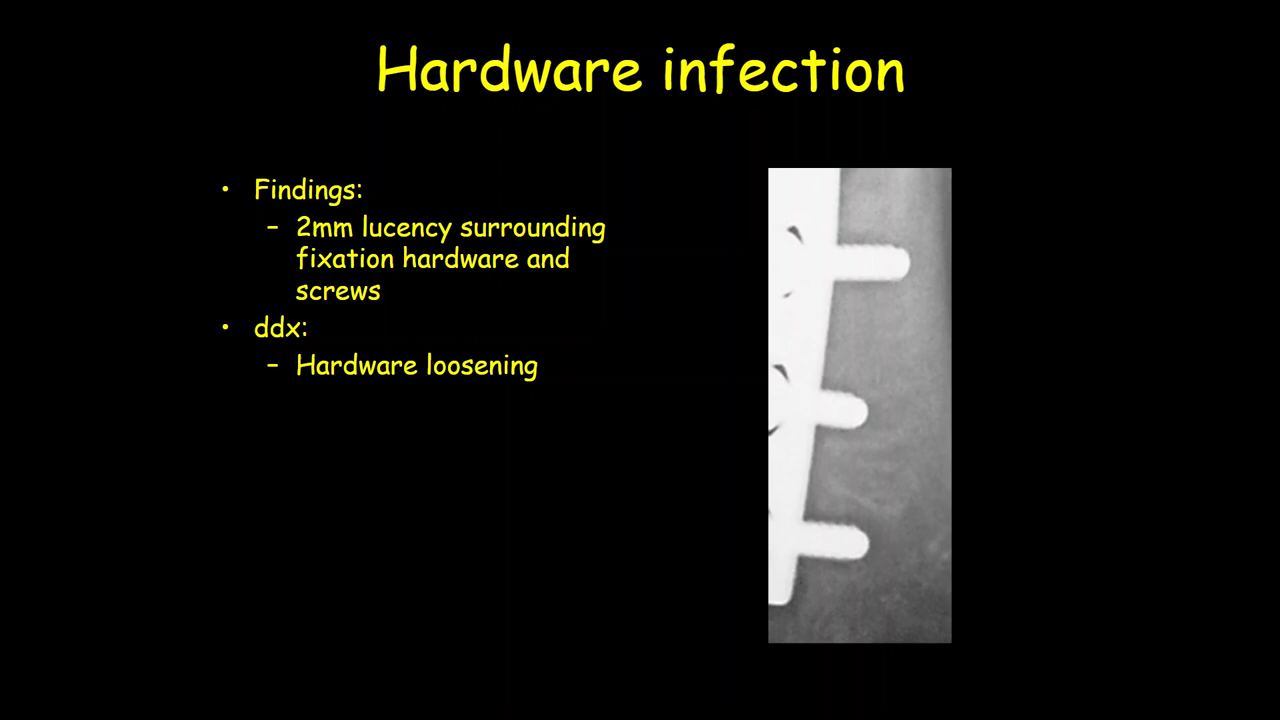 Hardware infection
• Findings:
– 2mm lucency surrounding
fixation hardware and
screws
• ddx:
– Hardware loosening